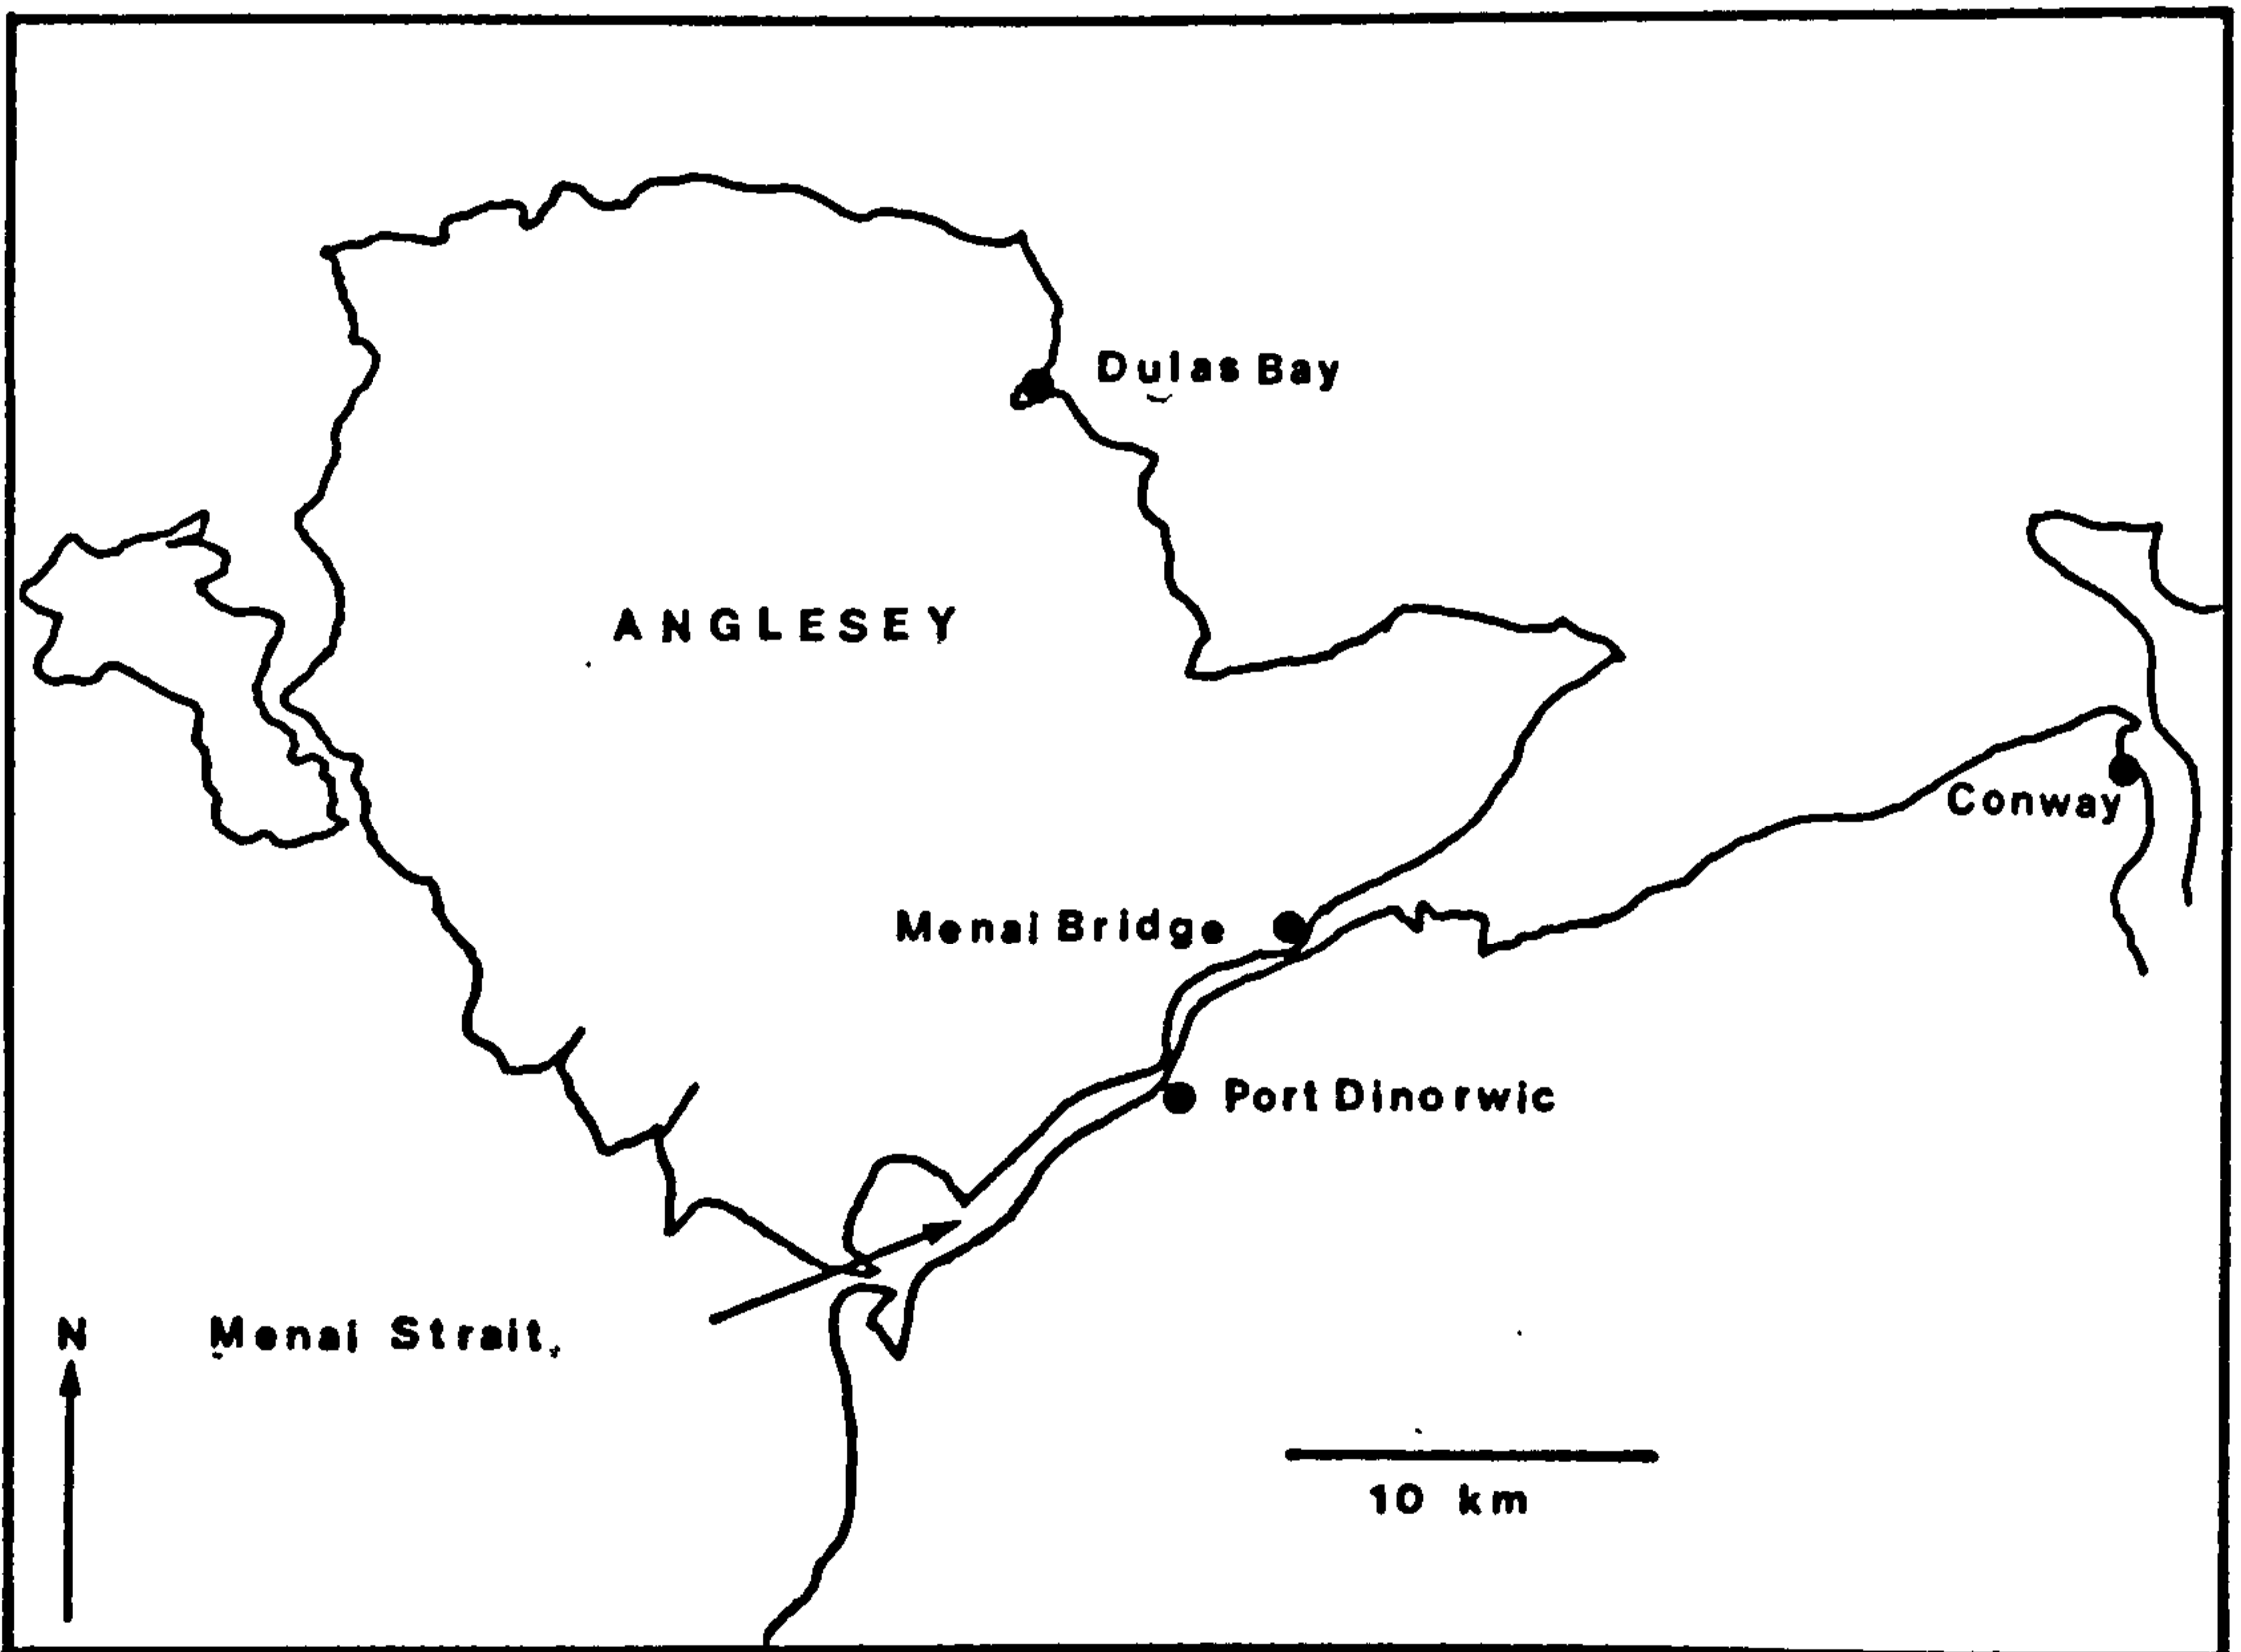 Dulas Bay
ANGLESEY
Conway
Menai Bridge
Port Dinorwic
N
Menai Strait
10 km